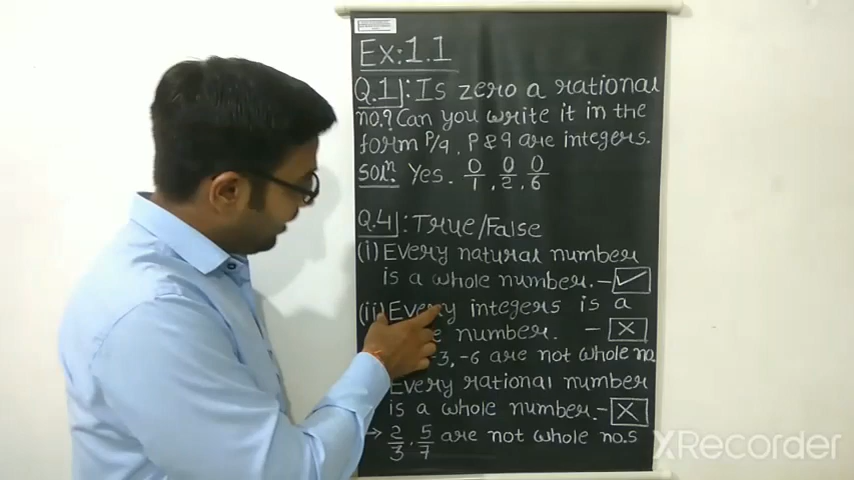 Ex:1.1
Q.1]: Is zero a rational
no.? Can you write it in the
form P/q, P & q are integers.
Solⁿ Yes. 0/1, 0/2, 0/6
Q.4]: True/False
(i) Every natural number
is a whole number. - ✓
(ii) Every integers is a
number. - ×
-3, -6 are not whole no.
Every rational number
is a whole number. - ×
→ 2/3, 5/7 are not whole no.s
XRecorder